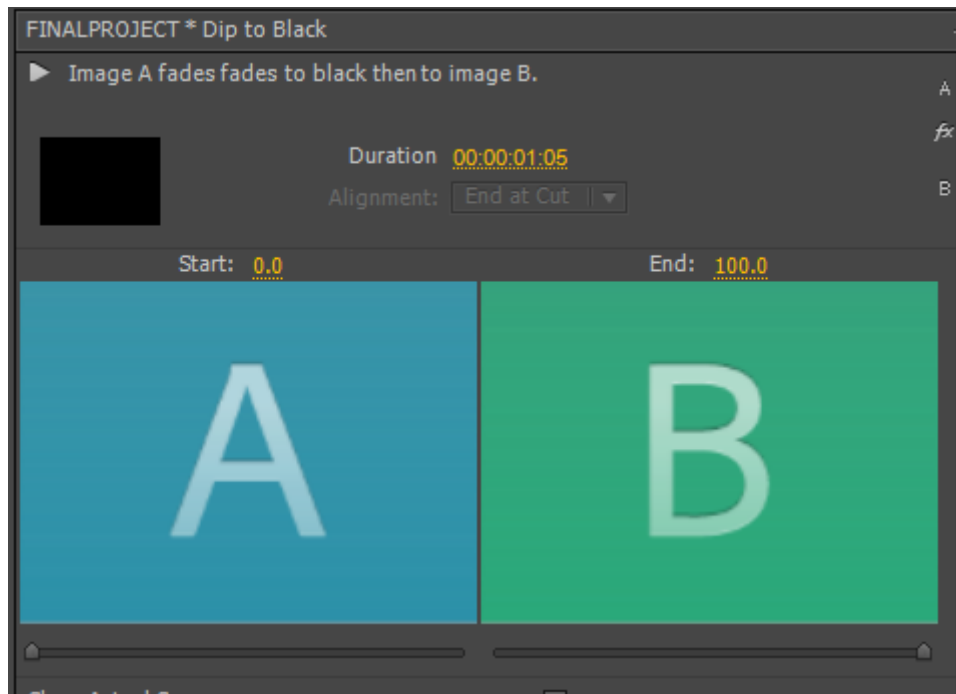 FINALPROJECT * Dip to Black
Image A fades fades to black then to image B.
A
fx
Duration 00:00:01:05
Alignment: End at Cut
B
Start: 0.0 End: 100.0
A B